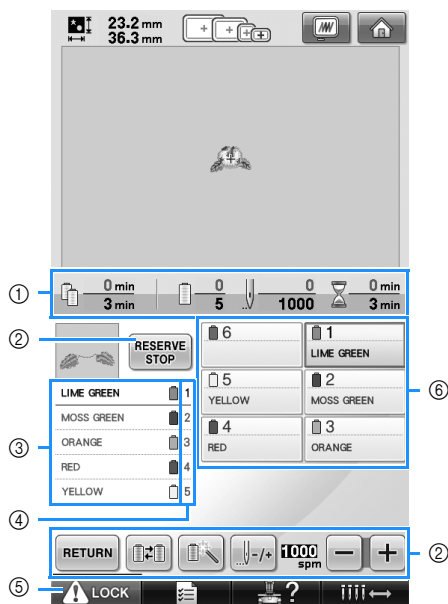 23.2 mm
36.3 mm
① 0 min 0 0 0 min
3 min 5 1000 3 min
② RESERVE STOP
6
1 LIME GREEN
5 YELLOW
2 MOSS GREEN
4 RED
3 ORANGE
⑥
③
LIME GREEN 1
MOSS GREEN 2
ORANGE 3
RED 4
YELLOW 5
④
RETURN -/+ 1000 spm − + ②
⑤ LOCK ?